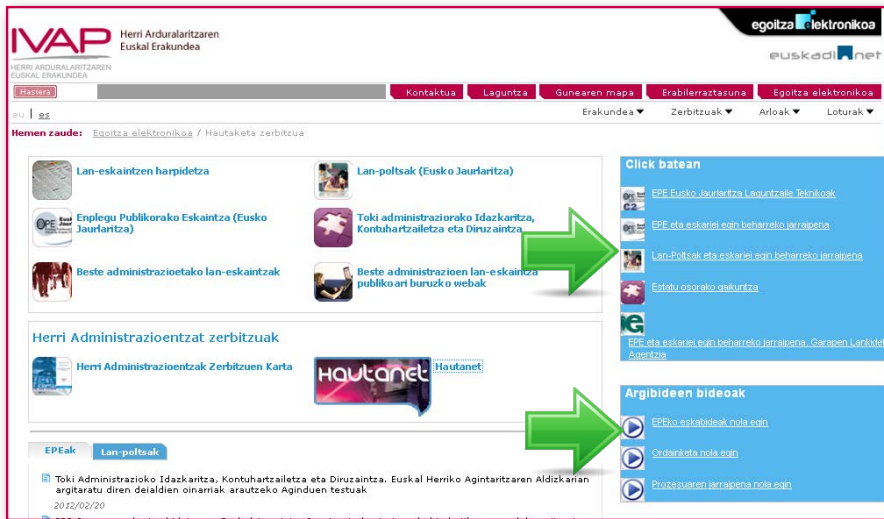 egoitza elektronikoa
IVAP Herri Arduralaritzaren
Euskal Erakundea
HERRI ARDURALARITZAREN
EUSKAL ERAKUNDEA
euskadi net
Hasiera
Kontaktua Laguntza Gunearen mapa Erabilerraztasuna Egoitza elektronikoa
eu | es
Erakundea Zerbitzuak Arloak Loturak
Hemen zaude: Egoitza elektronikoa / Hautaketa zerbitzua
Lan-eskaintzen harpidetza
Lan-poltsak (Eusko Jaurlaritza)
OPE Enplegu Publikorako Eskaintza (Eusko
Jaurlaritza)
Toki administraziorako Idazkaritza,
Kontuhartzailetza eta Diruzaintza
Beste administrazioetako lan-eskaintzak
Beste administrazioen lan-eskaintza
publikoari buruzko webak
Herri Administrazioentzat zerbitzuak
Herri Administrazioentzak Zerbitzuen Karta
Hautanet
Hautanet
EPEak Lan-poltsak
Toki Administrazioko Idazkaritza, Kontuhartzailetza eta Diruzaintza. Euskal Herriko Agintaritzaren Aldizkarian
argitaratu diren deialdien oinarriak arautzeko Aginduen testuak
2012/02/20
Click batean
C2
EPE Eusko Jaurlaritza Laguntzaile Teknikoak
EPE eta eskariei egin beharreko jarraipena
Lan-Poltsak eta eskariei egin beharreko jarraipena
Estatu osorako gaikuntza
EPE eta eskariei egin beharreko jarraipena. Garapen Lankidet
Agentzia
Argibideen bideoak
EPEko eskabideak nola egin
Ordainketa nola egin
Prozesuaren jarraipena nola egin